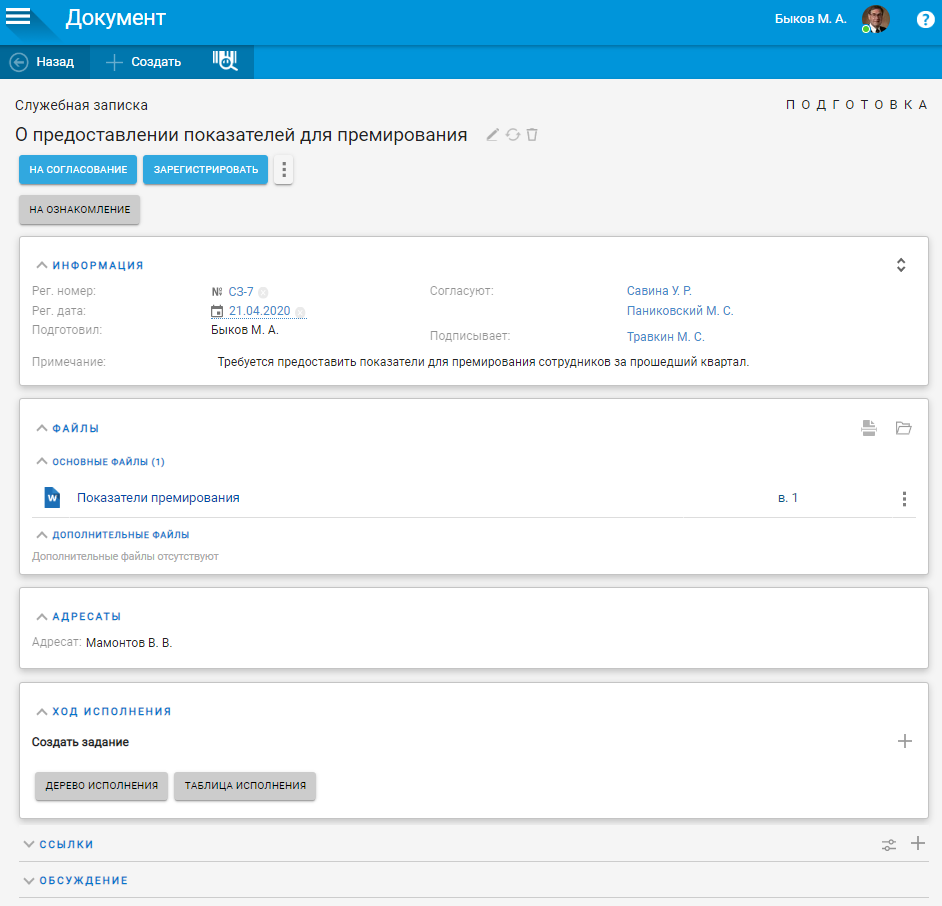 Документ
Быков М. А.
?
Назад
Создать
Служебная записка
ПОДГОТОВКА
О предоставлении показателей для премирования
НА СОГЛАСОВАНИЕ
ЗАРЕГИСТРИРОВАТЬ
НА ОЗНАКОМЛЕНИЕ
ИНФОРМАЦИЯ
Рег. номер: № СЗ-7
Согласуют: Савина У. Р.
Рег. дата: 21.04.2020
Паниковский М. С.
Подготовил: Быков М. А.
Подписывает: Травкин М. С.
Примечание: Требуется предоставить показатели для премирования сотрудников за прошедший квартал.
ФАЙЛЫ
ОСНОВНЫЕ ФАЙЛЫ (1)
W Показатели премирования
в. 1
ДОПОЛНИТЕЛЬНЫЕ ФАЙЛЫ
Дополнительные файлы отсутствуют
АДРЕСАТЫ
Адресат: Мамонтов В. В.
ХОД ИСПОЛНЕНИЯ
Создать задание
ДЕРЕВО ИСПОЛНЕНИЯ
ТАБЛИЦА ИСПОЛНЕНИЯ
ССЫЛКИ
ОБСУЖДЕНИЕ